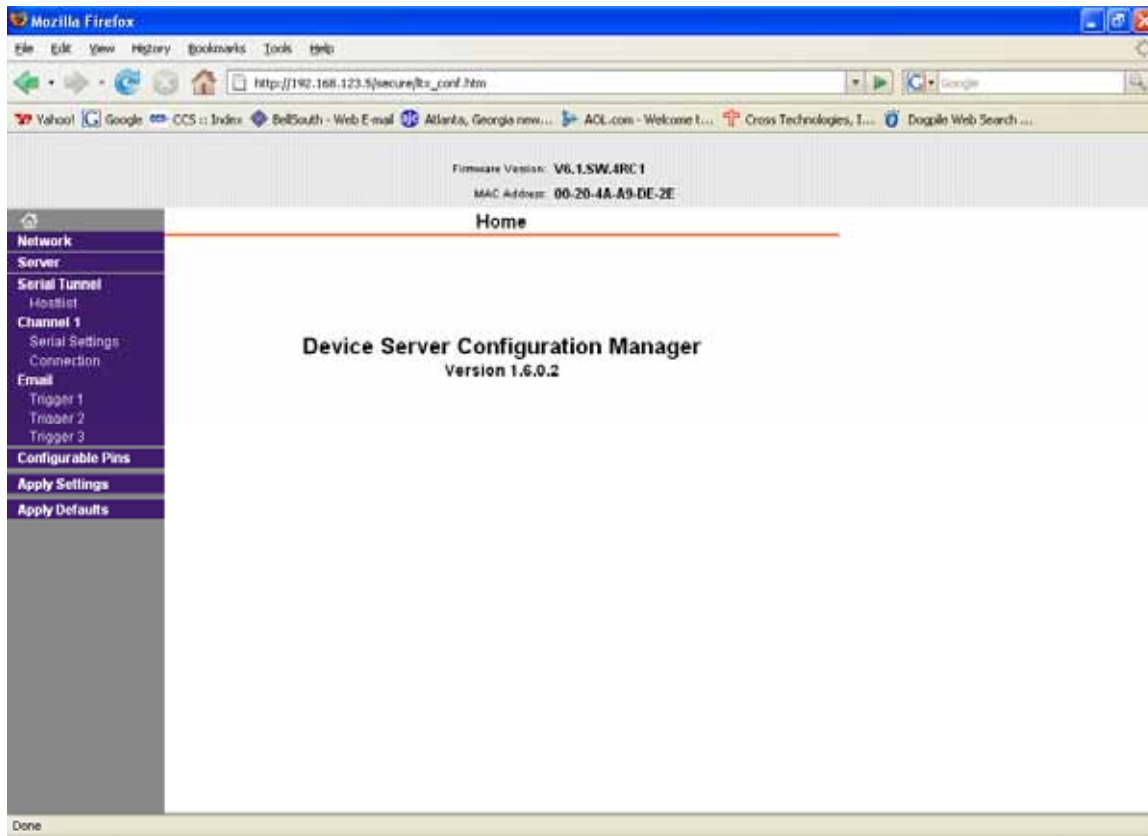 Mozilla Firefox
File Edit View History Bookmarks Tools Help
http://192.168.123.5/secure/ltx_conf.htm
Google
Yahoo! Google CCS :: Index BellSouth - Web E-mail Atlanta, Georgia new... AOL.com - Welcome t... Cross Technologies, I... Dogpile Web Search ...
Firmware Version: V6.1.SW.4RC1
MAC Address: 00-20-4A-A9-DE-2E
Home
Network
Server
Serial Tunnel
Hostlist
Channel 1
Serial Settings
Connection
Email
Trigger 1
Trigger 2
Trigger 3
Configurable Pins
Apply Settings
Apply Defaults
Device Server Configuration Manager
Version 1.6.0.2
Done